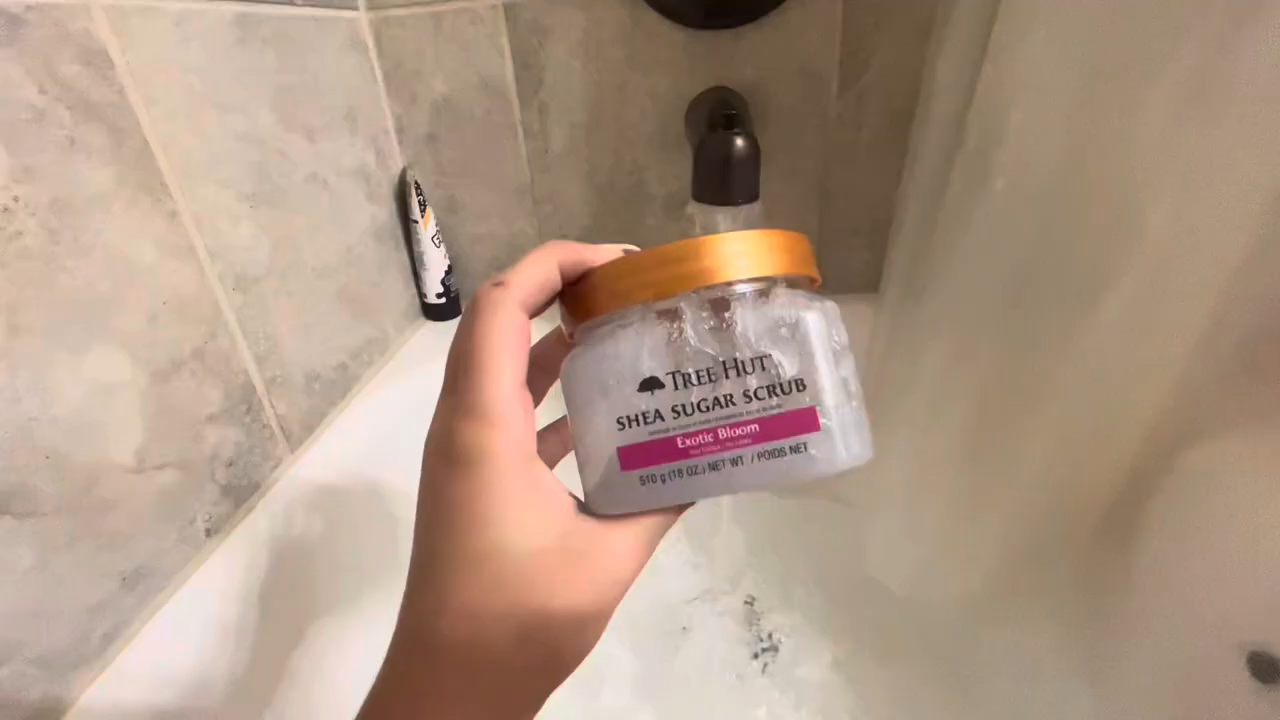 TREE HUT
SHEA SUGAR SCRUB
Exotic Bloom
510 g (18 OZ.) NET WT / POIDS NET